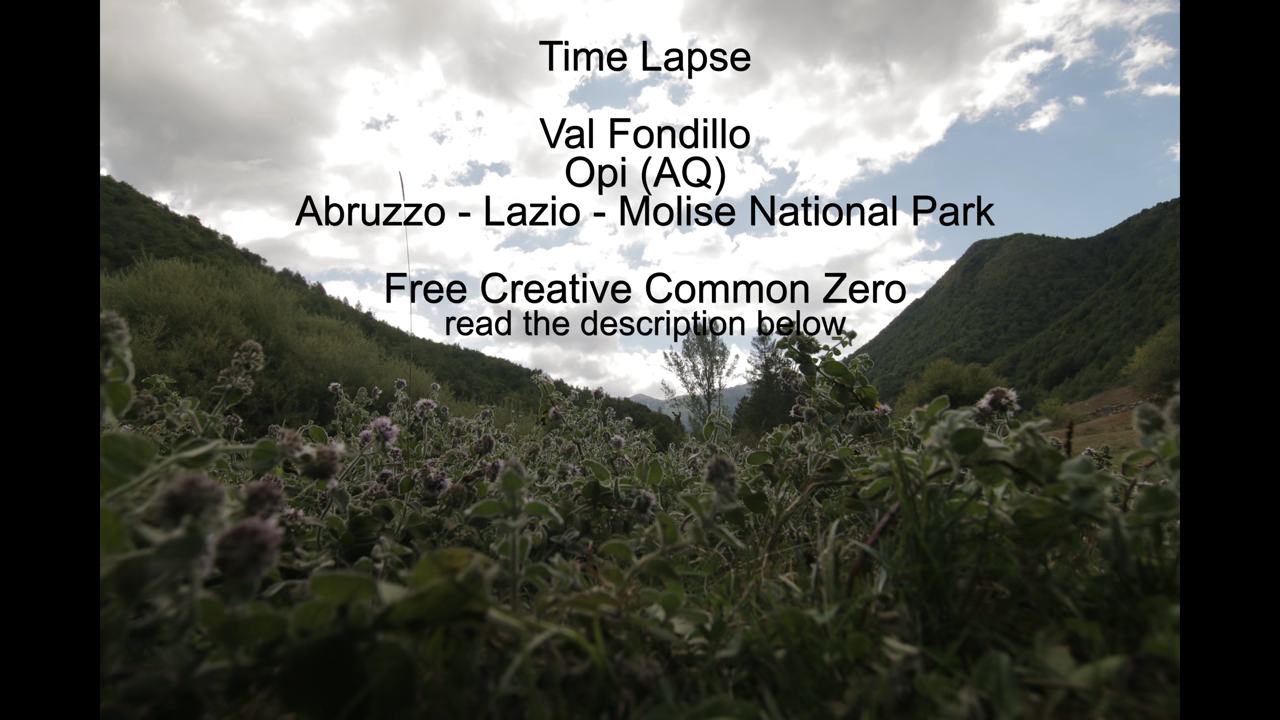 Time Lapse
Val Fondillo
Opi (AQ)
Abruzzo - Lazio - Molise National Park
Free Creative Common Zero
read the description below